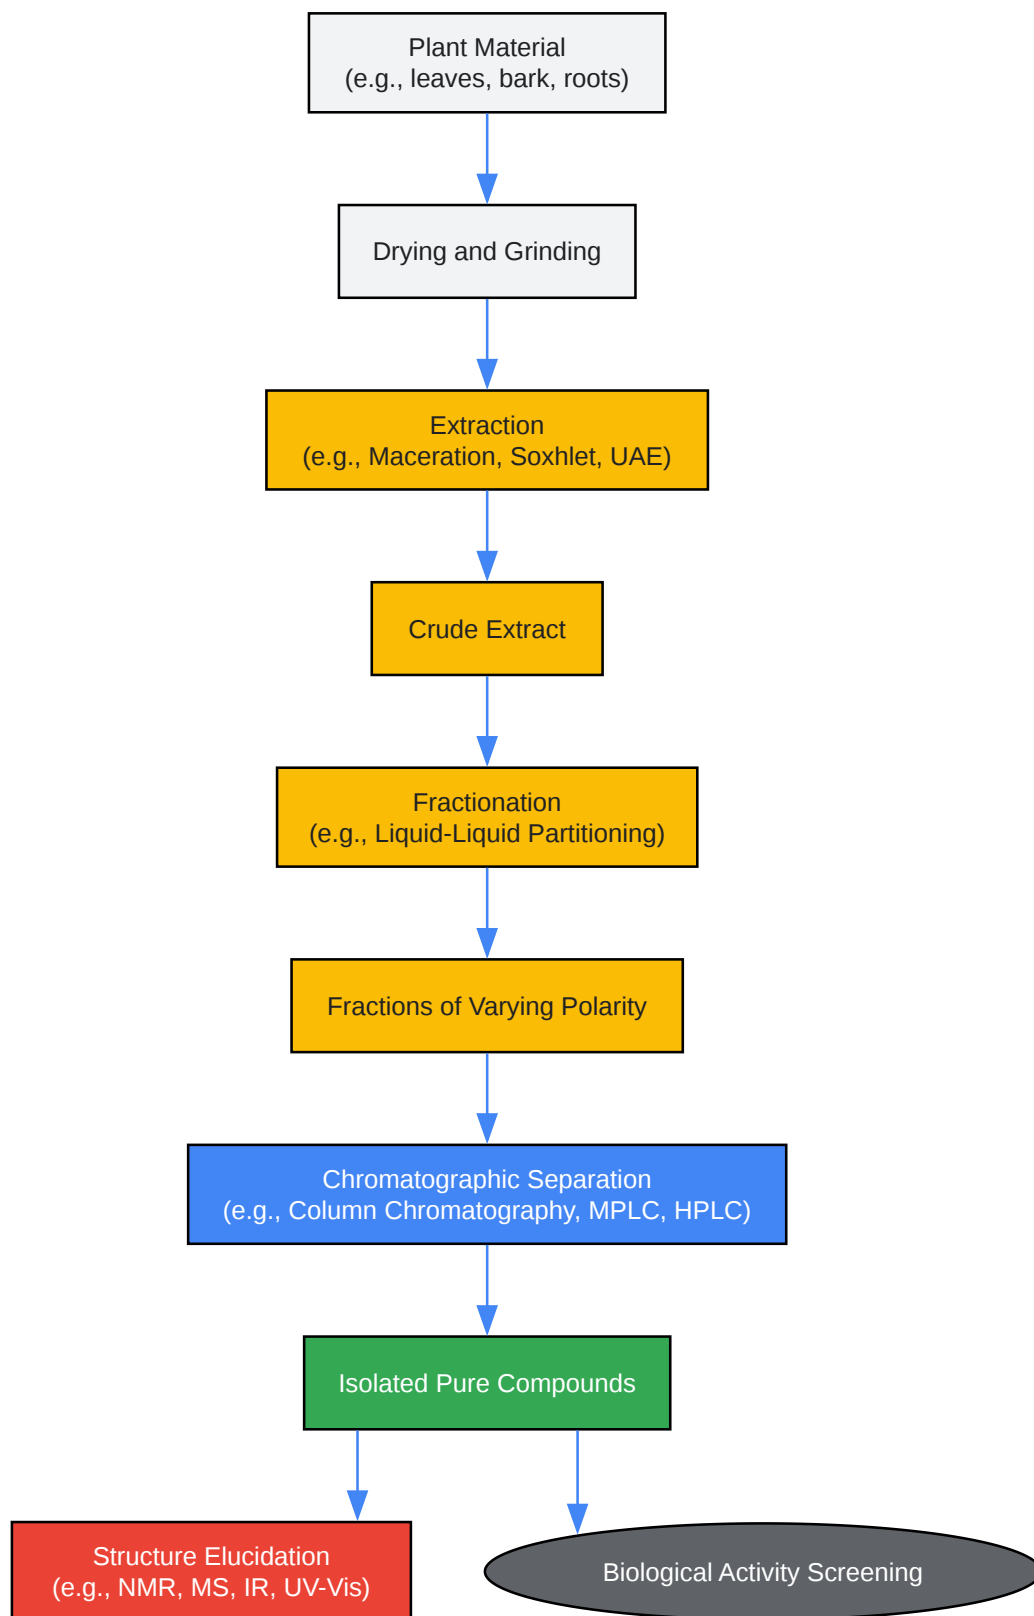 Plant Material
(e.g., leaves, bark, roots)
Drying and Grinding
Extraction
(e.g., Maceration, Soxhlet, UAE)
Crude Extract
Fractionation
(e.g., Liquid-Liquid Partitioning)
Fractions of Varying Polarity
Chromatographic Separation
(e.g., Column Chromatography, MPLC, HPLC)
Isolated Pure Compounds
Structure Elucidation
(e.g., NMR, MS, IR, UV-Vis)
Biological Activity Screening